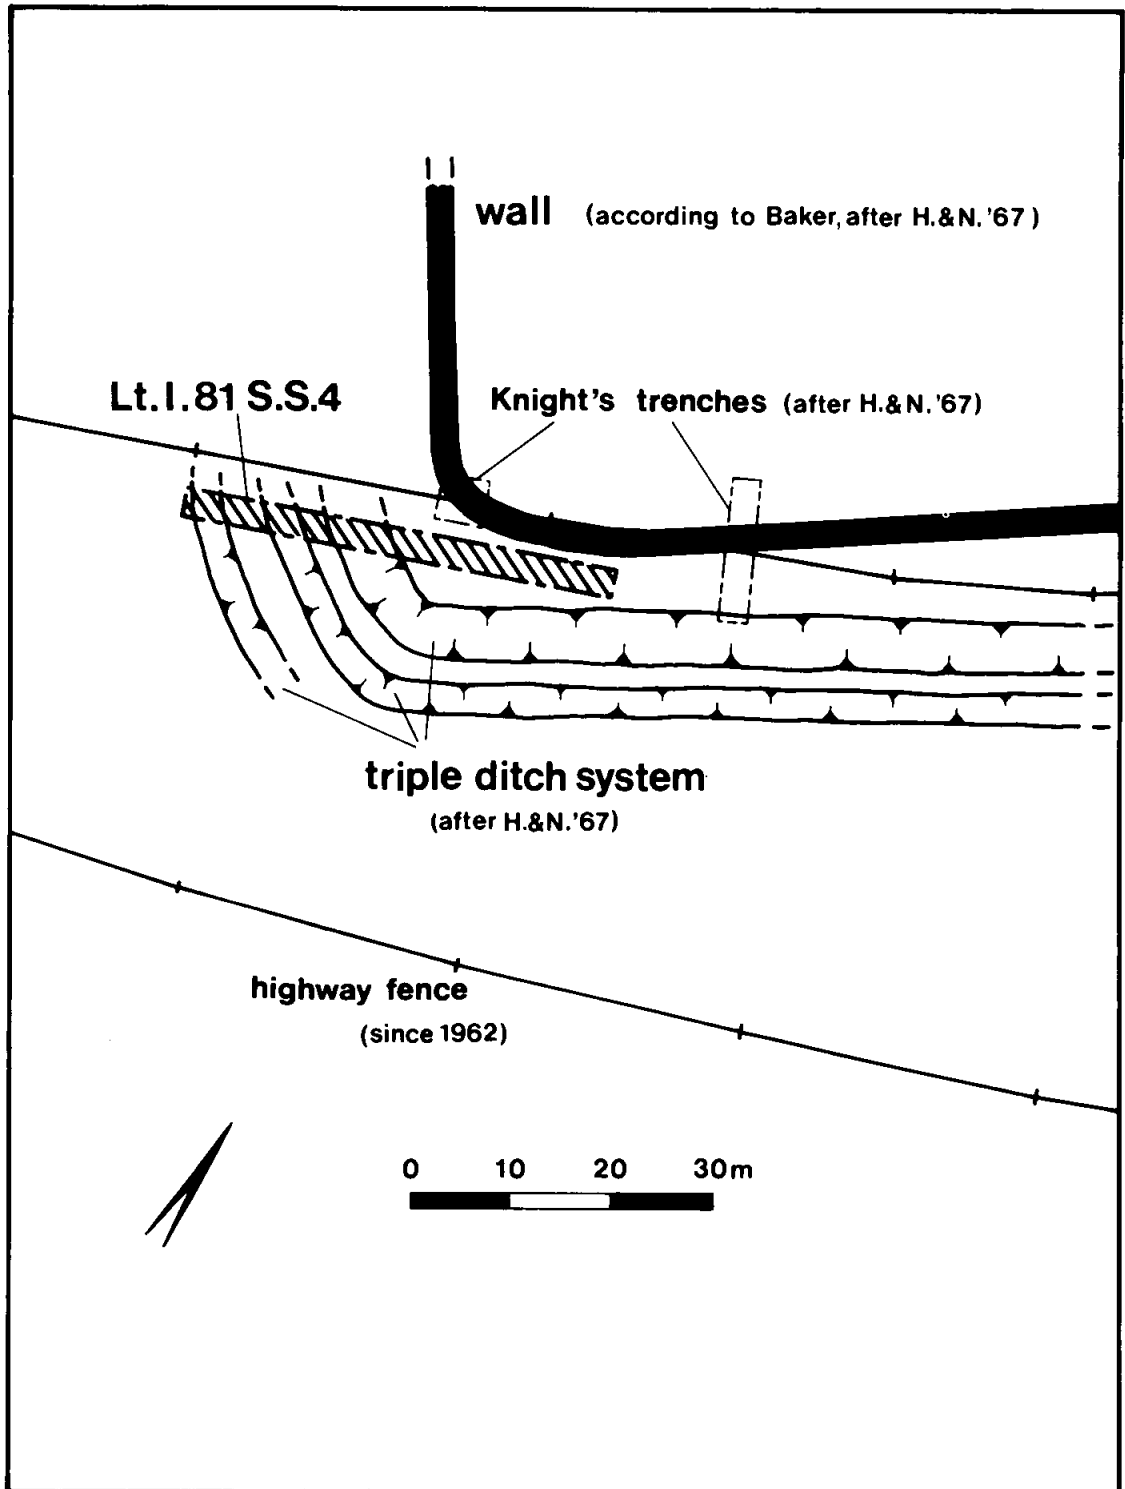 wall (according to Baker, after H.&N. '67)
Lt.I.81 S.S.4
Knight's trenches (after H.&N.'67)
triple ditch system
(after H.&N.'67)
highway fence
(since 1962)
0 10 20 30m